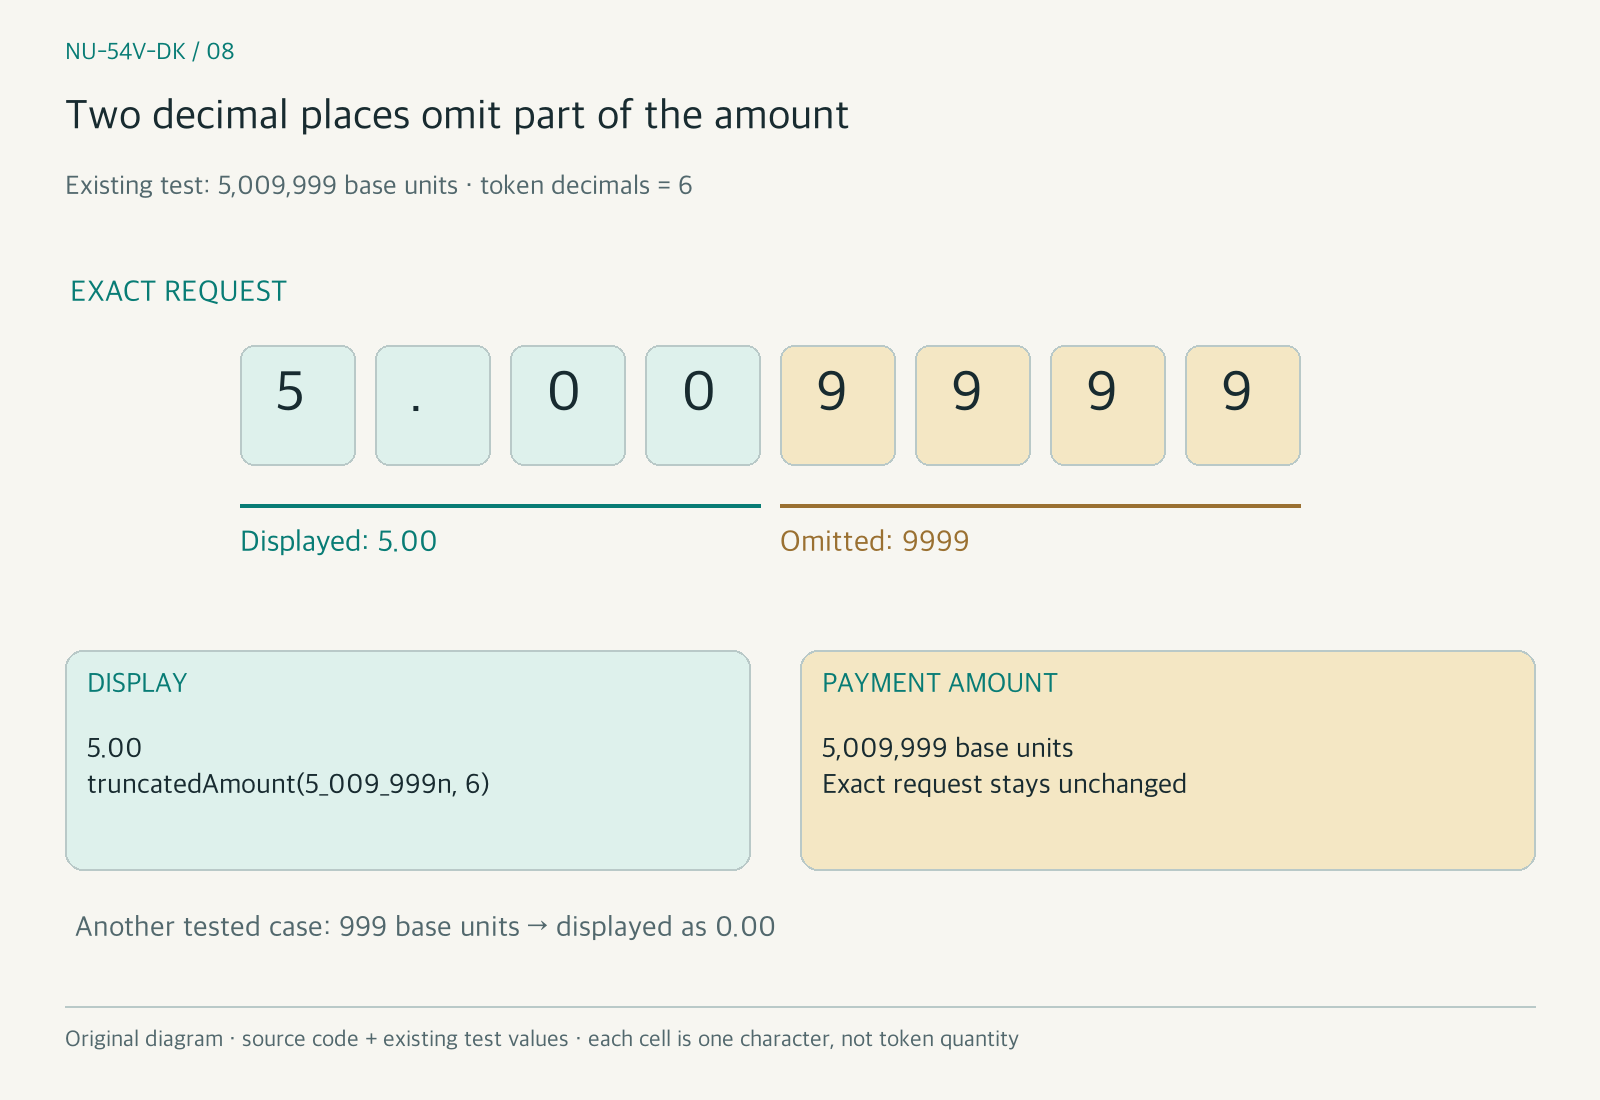 NU-54V-DK / 08
Two decimal places omit part of the amount
Existing test: 5,009,999 base units · token decimals = 6
EXACT REQUEST
5 . 0 0 9 9 9 9
Displayed: 5.00
Omitted: 9999
DISPLAY
5.00
truncatedAmount(5_009_999n, 6)
PAYMENT AMOUNT
5,009,999 base units
Exact request stays unchanged
Another tested case: 999 base units → displayed as 0.00
Original diagram · source code + existing test values · each cell is one character, not token quantity